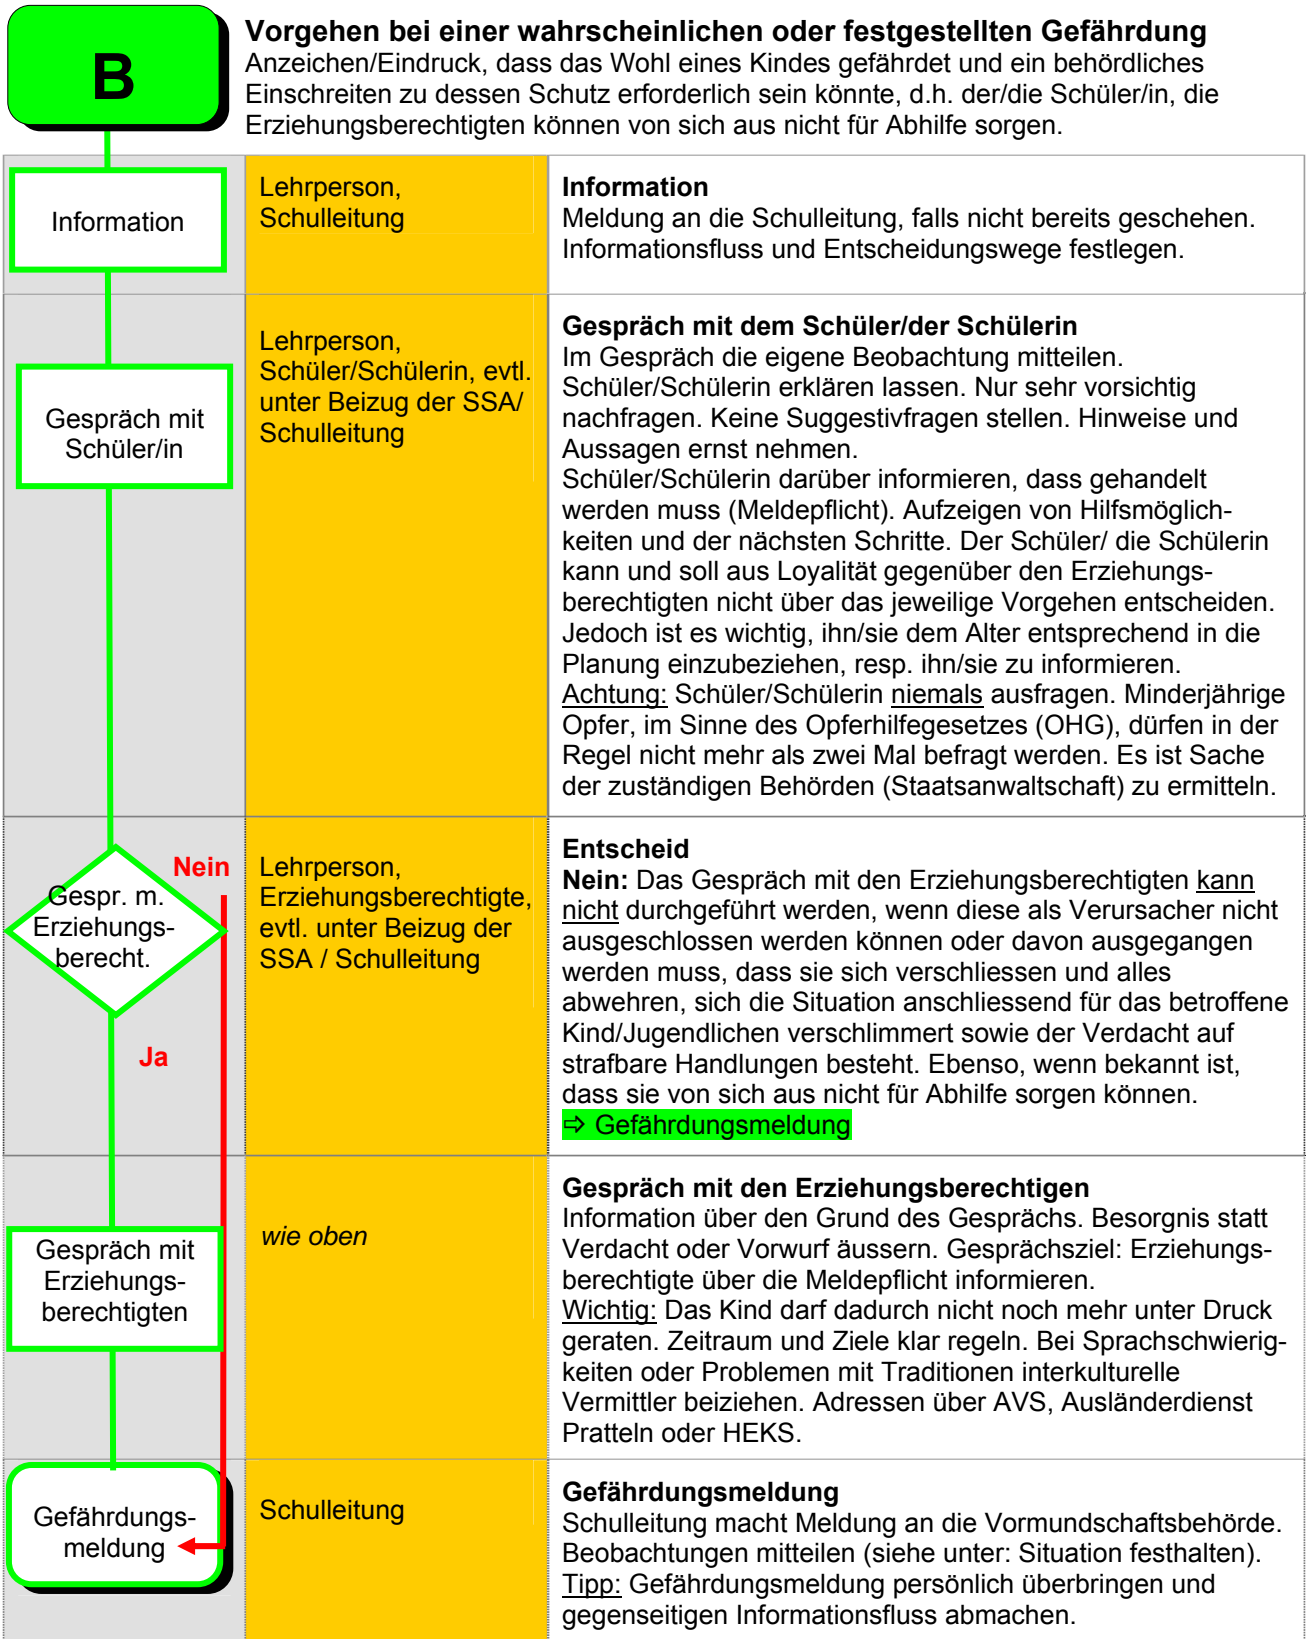 B
Vorgehen bei einer wahrscheinlichen oder festgestellten Gefährdung
Anzeichen/Eindruck, dass das Wohl eines Kindes gefährdet und ein behördliches
Einschreiten zu dessen Schutz erforderlich sein könnte, d.h. der/die Schüler/in, die
Erziehungsberechtigten können von sich aus nicht für Abhilfe sorgen.
Information
Lehrperson,
Schulleitung
Information
Meldung an die Schulleitung, falls nicht bereits geschehen.
Informationsfluss und Entscheidungswege festlegen.
Gespräch mit
Schüler/in
Lehrperson,
Schüler/Schülerin, evtl.
unter Beizug der SSA/
Schulleitung
Gespräch mit dem Schüler/der Schülerin
Im Gespräch die eigene Beobachtung mitteilen.
Schüler/Schülerin erklären lassen. Nur sehr vorsichtig
nachfragen. Keine Suggestivfragen stellen. Hinweise und
Aussagen ernst nehmen.
Schüler/Schülerin darüber informieren, dass gehandelt
werden muss (Meldepflicht). Aufzeigen von Hilfsmöglich-
keiten und der nächsten Schritte. Der Schüler/ die Schülerin
kann und soll aus Loyalität gegenüber den Erziehungs-
berechtigten nicht über das jeweilige Vorgehen entscheiden.
Jedoch ist es wichtig, ihn/sie dem Alter entsprechend in die
Planung einzubeziehen, resp. ihn/sie zu informieren.
Achtung: Schüler/Schülerin niemals ausfragen. Minderjährige
Opfer, im Sinne des Opferhilfegesetzes (OHG), dürfen in der
Regel nicht mehr als zwei Mal befragt werden. Es ist Sache
der zuständigen Behörden (Staatsanwaltschaft) zu ermitteln.
Nein
Gespr. m.
Erziehungs-
berecht.
Ja
Lehrperson,
Erziehungsberechtigte,
evtl. unter Beizug der
SSA / Schulleitung
Entscheid
Nein: Das Gespräch mit den Erziehungsberechtigten kann
nicht durchgeführt werden, wenn diese als Verursacher nicht
ausgeschlossen werden können oder davon ausgegangen
werden muss, dass sie sich verschliessen und alles
abwehren, sich die Situation anschliessend für das betroffene
Kind/Jugendlichen verschlimmert sowie der Verdacht auf
strafbare Handlungen besteht. Ebenso, wenn bekannt ist,
dass sie von sich aus nicht für Abhilfe sorgen können.
⇨ Gefährdungsmeldung
Gespräch mit
Erziehungs-
berechtigten
wie oben
Gespräch mit den Erziehungsberechtigen
Information über den Grund des Gesprächs. Besorgnis statt
Verdacht oder Vorwurf äussern. Gesprächsziel: Erziehungs-
berechtigte über die Meldepflicht informieren.
Wichtig: Das Kind darf dadurch nicht noch mehr unter Druck
geraten. Zeitraum und Ziele klar regeln. Bei Sprachschwierig-
keiten oder Problemen mit Traditionen interkulturelle
Vermittler beiziehen. Adressen über AVS, Ausländerdienst
Pratteln oder HEKS.
Gefährdungs-
meldung
Schulleitung
Gefährdungsmeldung
Schulleitung macht Meldung an die Vormundschaftsbehörde.
Beobachtungen mitteilen (siehe unter: Situation festhalten).
Tipp: Gefährdungsmeldung persönlich überbringen und
gegenseitigen Informationsfluss abmachen.